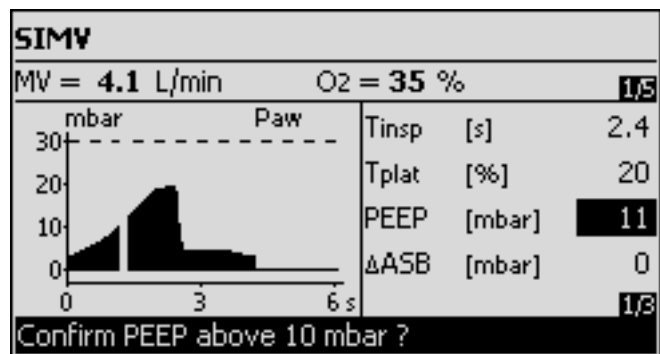 SIMV
MV = 4.1 L/min O2 = 35 % 1/5
mbar Paw
30
20
10
0
0 3 6 s
Tinsp [s] 2.4
Tplat [%] 20
PEEP [mbar] 11
ΔASB [mbar] 0
1/3
Confirm PEEP above 10 mbar ?